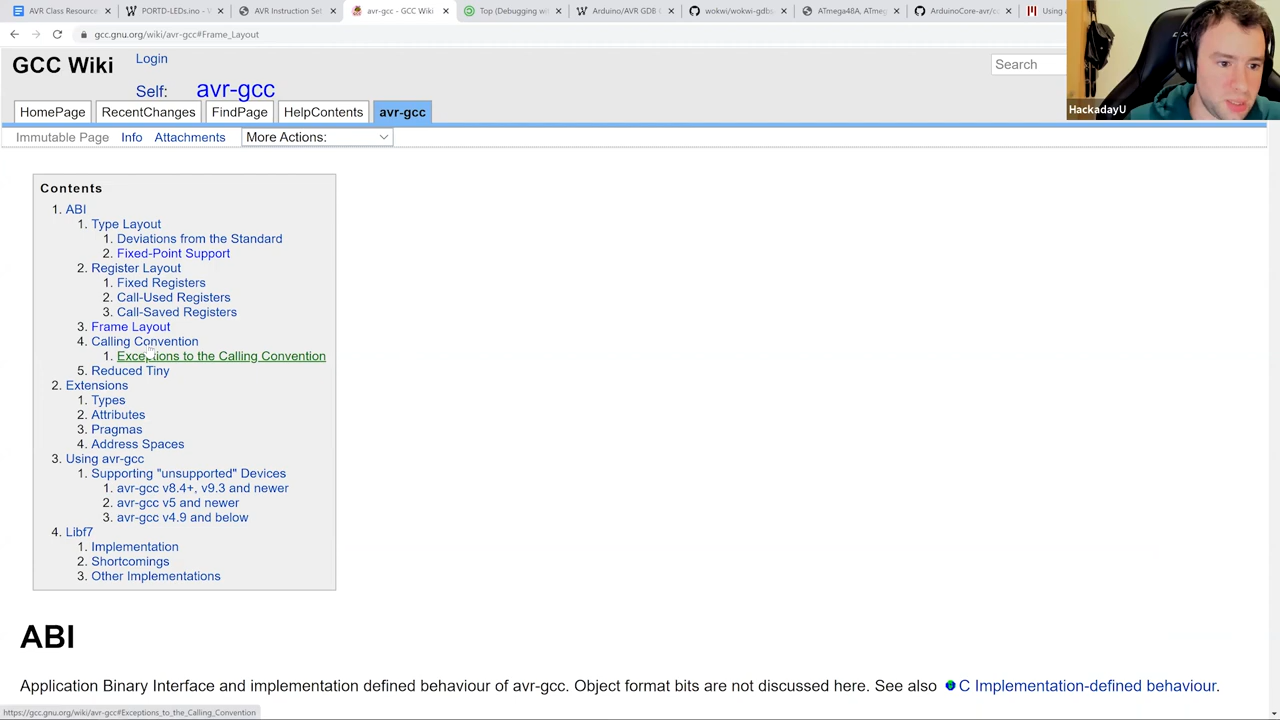 AVR Class Resource
PORTD-LEDs.ino - W
AVR Instruction Set
avr-gcc - GCC Wiki
Top (Debugging wi
Arduino/AVR GDB
wokwi/wokwi-gdbs
ATmega48A, ATmeg
ArduinoCore-avr/co
Using
gcc.gnu.org/wiki/avr-gcc#Frame_Layout
GCC Wiki
Login
Search
Self: avr-gcc
HackadayU
HomePage
RecentChanges
FindPage
HelpContents
avr-gcc
Immutable Page
Info
Attachments
More Actions:
Contents
1. ABI
1. Type Layout
1. Deviations from the Standard
2. Fixed-Point Support
2. Register Layout
1. Fixed Registers
2. Call-Used Registers
3. Call-Saved Registers
3. Frame Layout
4. Calling Convention
1. Exceptions to the Calling Convention
5. Reduced Tiny
2. Extensions
1. Types
2. Attributes
3. Pragmas
4. Address Spaces
3. Using avr-gcc
1. Supporting "unsupported" Devices
1. avr-gcc v8.4+, v9.3 and newer
2. avr-gcc v5 and newer
3. avr-gcc v4.9 and below
4. Libf7
1. Implementation
2. Shortcomings
3. Other Implementations
ABI
Application Binary Interface and implementation defined behaviour of avr-gcc. Object format bits are not discussed here. See also C Implementation-defined behaviour.
https://gcc.gnu.org/wiki/avr-gcc#Exceptions_to_the_Calling_Convention